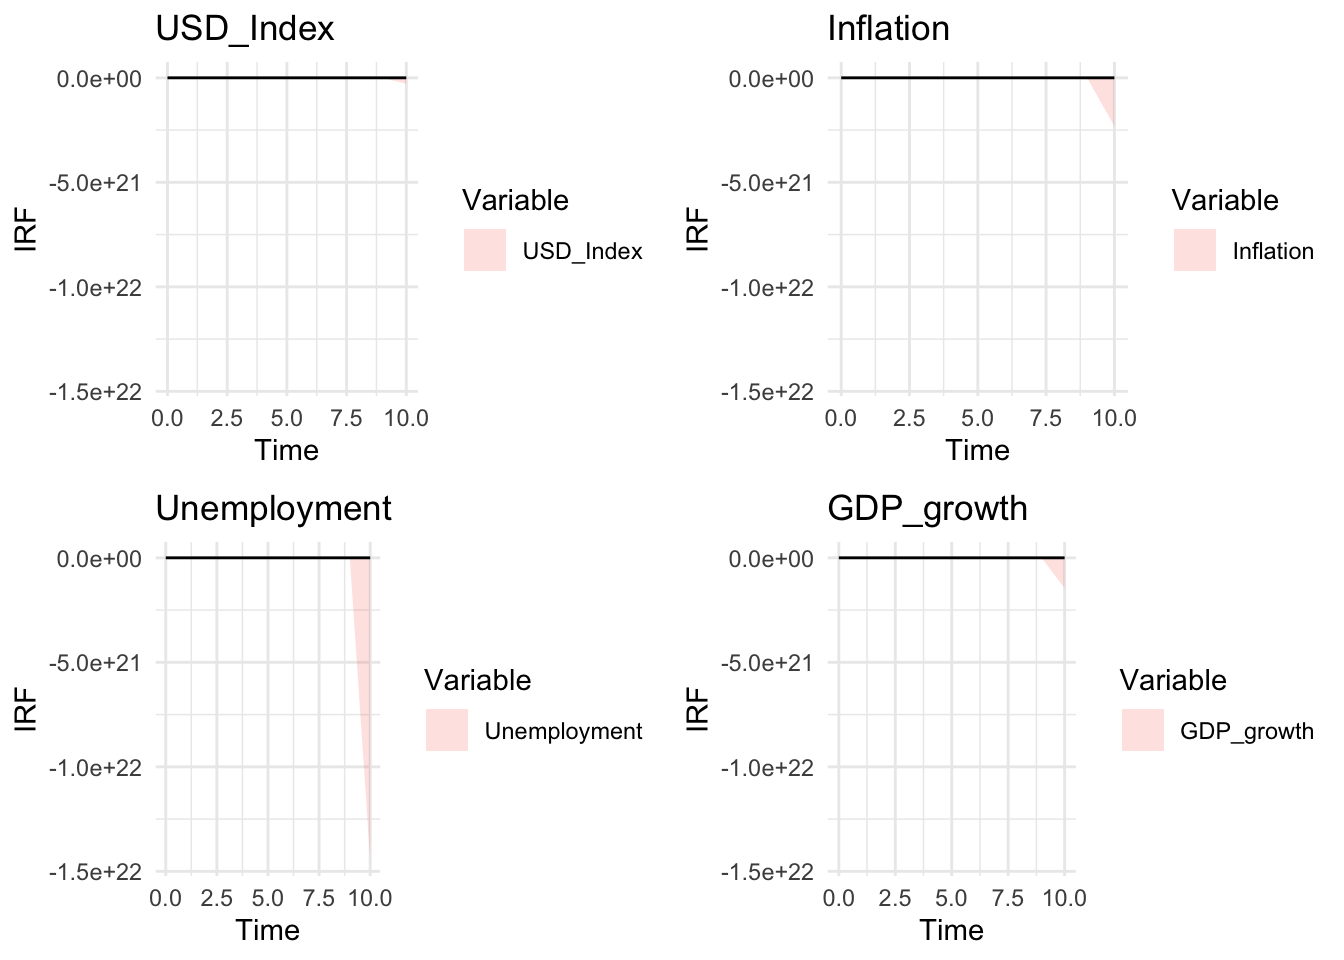 USD_Index
0.0e+00
-5.0e+21
-1.0e+22
-1.5e+22
IRF
0.0 2.5 5.0 7.5 10.0
Time
Variable
USD_Index
Inflation
0.0e+00
-5.0e+21
-1.0e+22
-1.5e+22
IRF
0.0 2.5 5.0 7.5 10.0
Time
Variable
Inflation
Unemployment
0.0e+00
-5.0e+21
-1.0e+22
-1.5e+22
IRF
0.0 2.5 5.0 7.5 10.0
Time
Variable
Unemployment
GDP_growth
0.0e+00
-5.0e+21
-1.0e+22
-1.5e+22
IRF
0.0 2.5 5.0 7.5 10.0
Time
Variable
GDP_growth